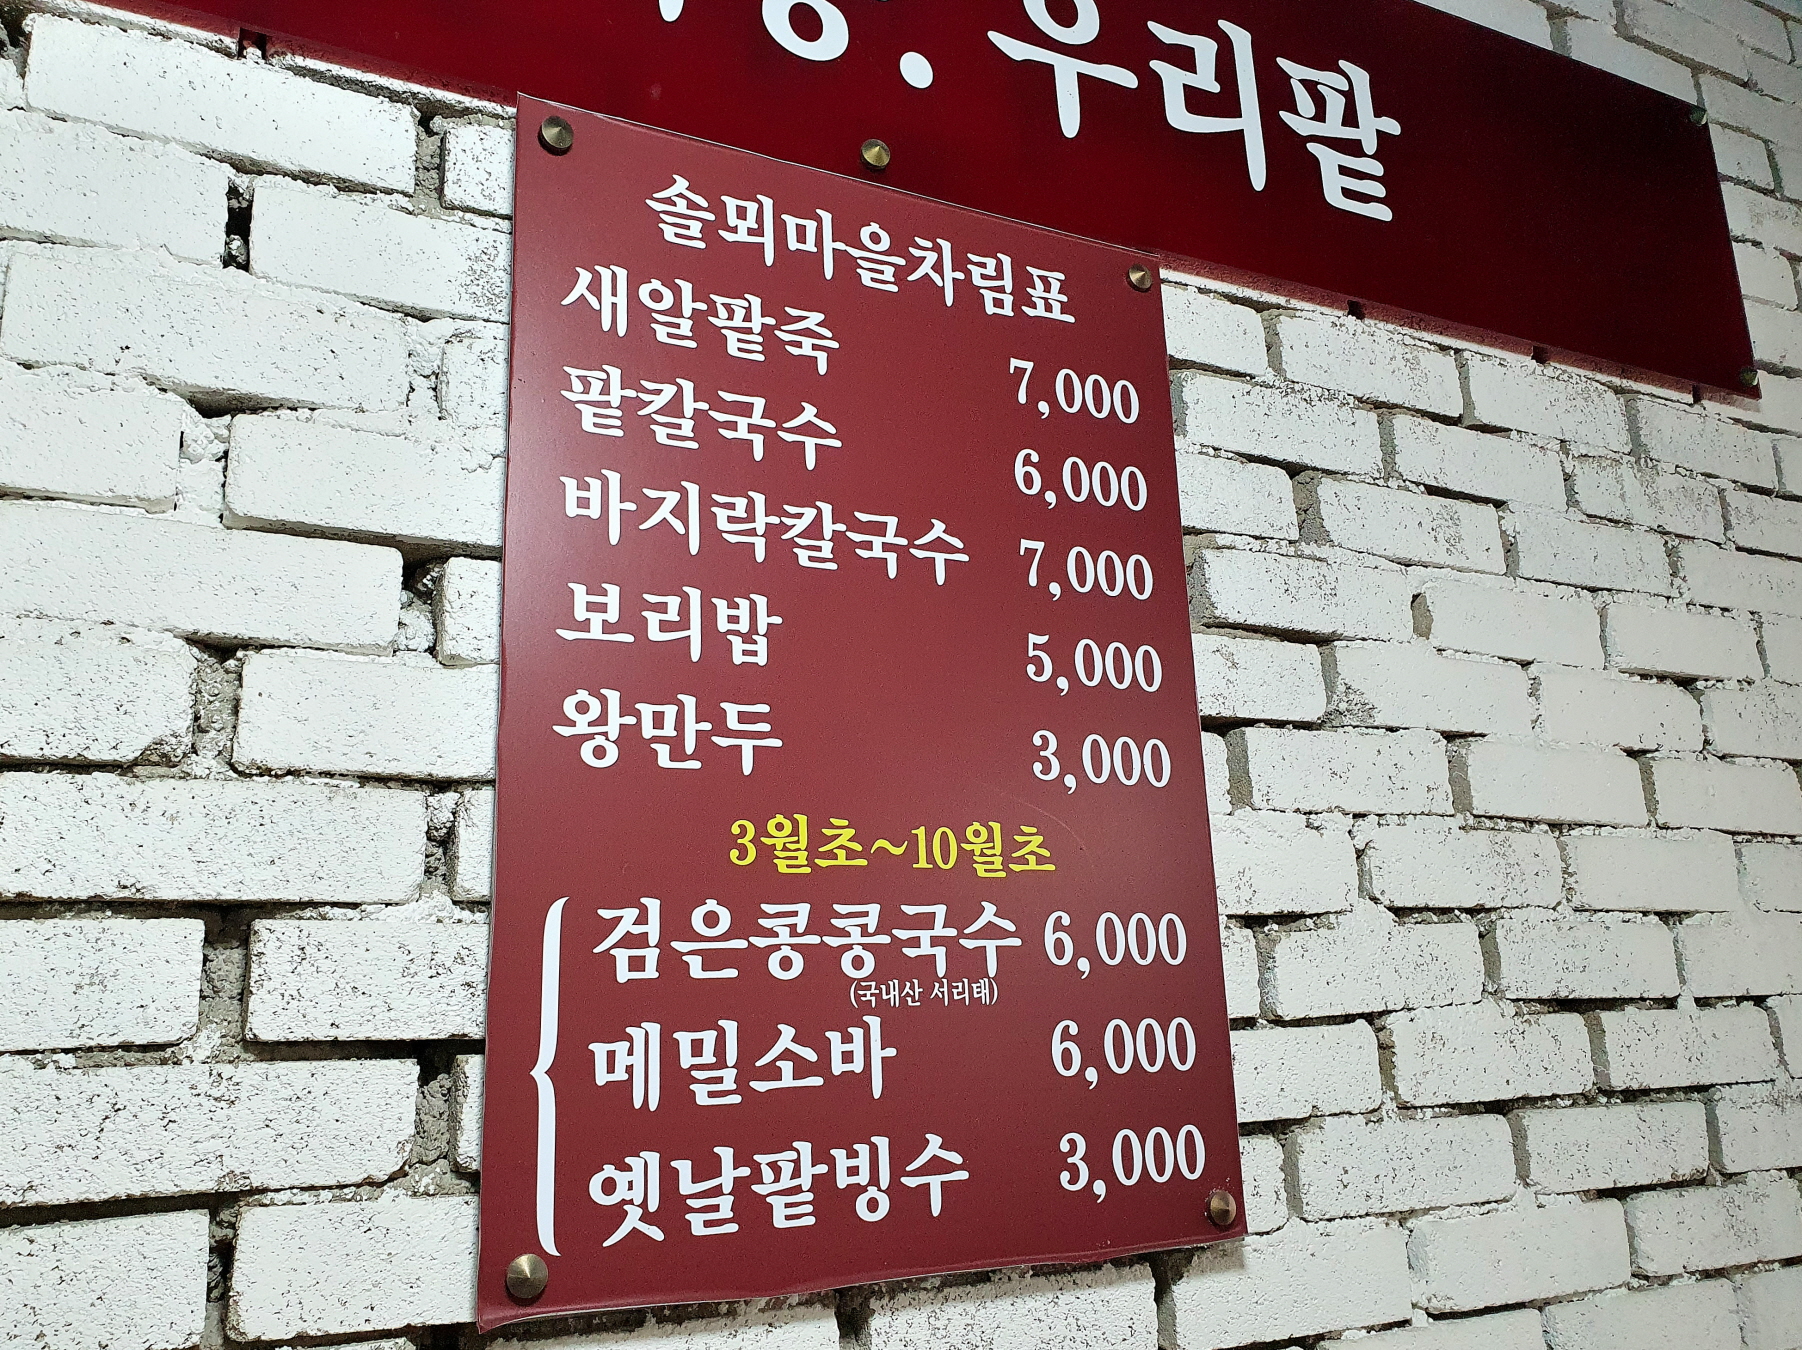 . 우리팥
솔뫼마을차림표
새알팥죽 7,000
팥칼국수 6,000
바지락칼국수 7,000
보리밥 5,000
왕만두 3,000
3월초~10월초
검은콩콩국수 6,000
(국내산 서리태)
메밀소바 6,000
옛날팥빙수 3,000